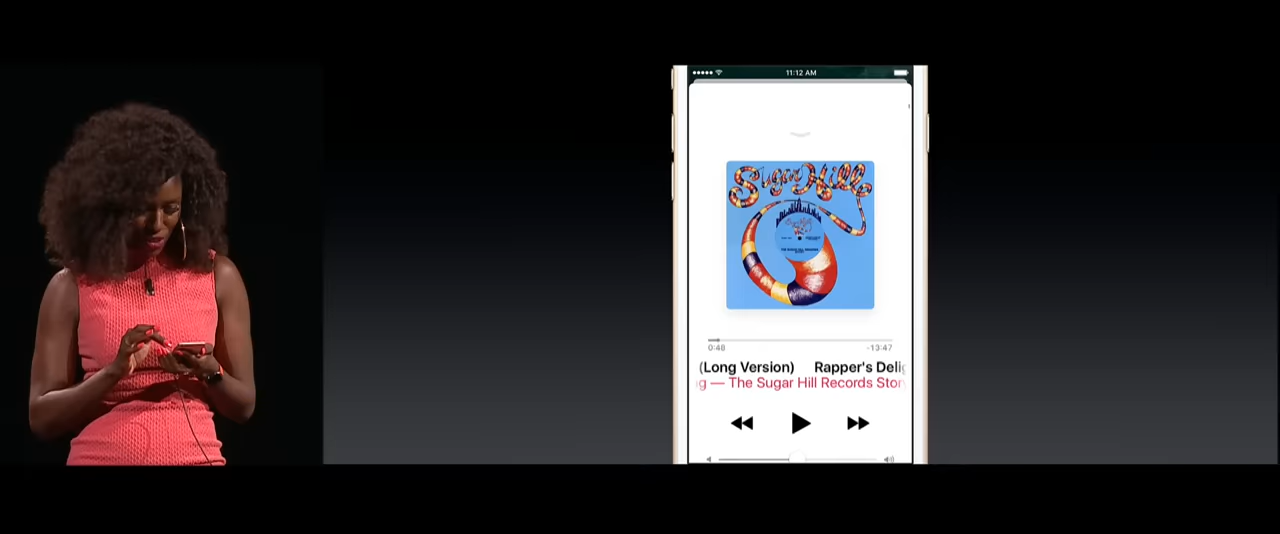 11:12 AM
Sugar Hill
0:48
-13:47
(Long Version) Rapper's Delig
g — The Sugar Hill Records Stor